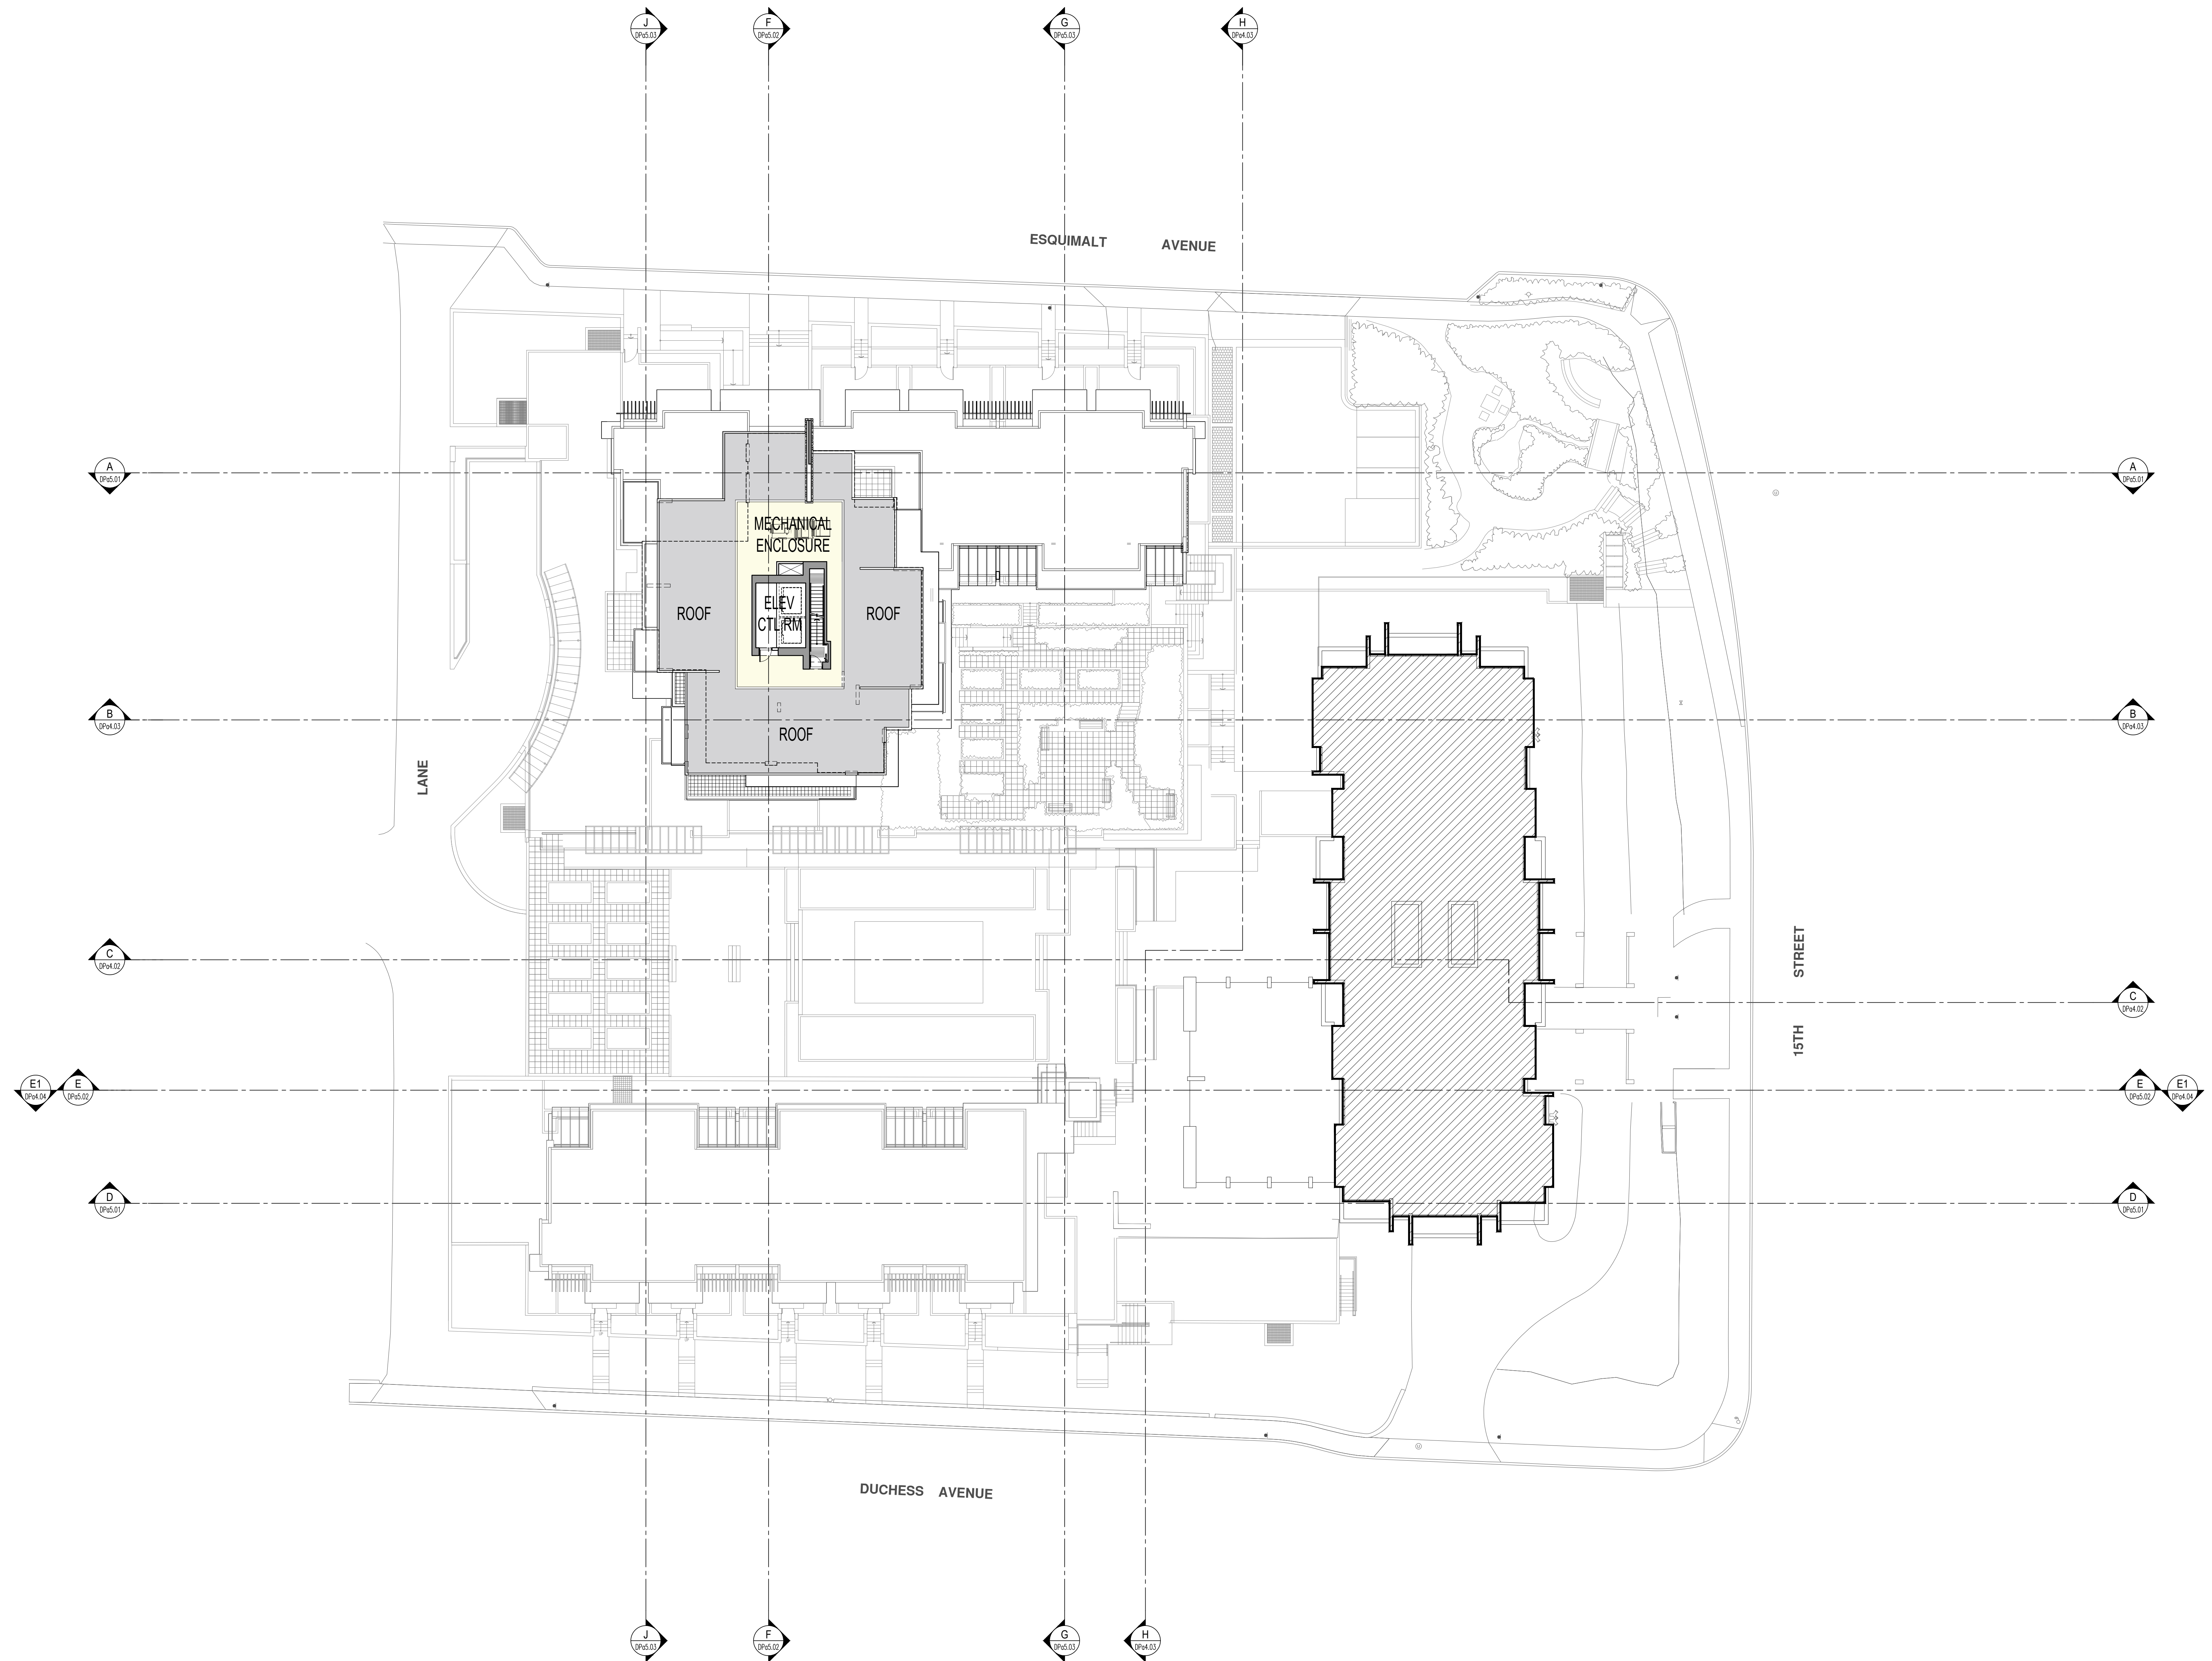 J
DPa5.03
F
DPa5.02
G
DPa5.03
H
DPa4.03
ESQUIMALT AVENUE
A
DPa5.01
A
DPa5.01
MECHANICAL
ENCLOSURE
ELEV
CTL RM
ROOF
ROOF
ROOF
B
DPa4.03
B
DPa4.03
LANE
C
DPa4.02
C
DPa4.02
15TH STREET
E1
DPa4.04
E
DPa5.02
E
DPa5.02
E1
DPa4.04
D
DPa5.01
D
DPa5.01
DUCHESS AVENUE
J
DPa5.03
F
DPa5.02
G
DPa5.03
H
DPa4.03